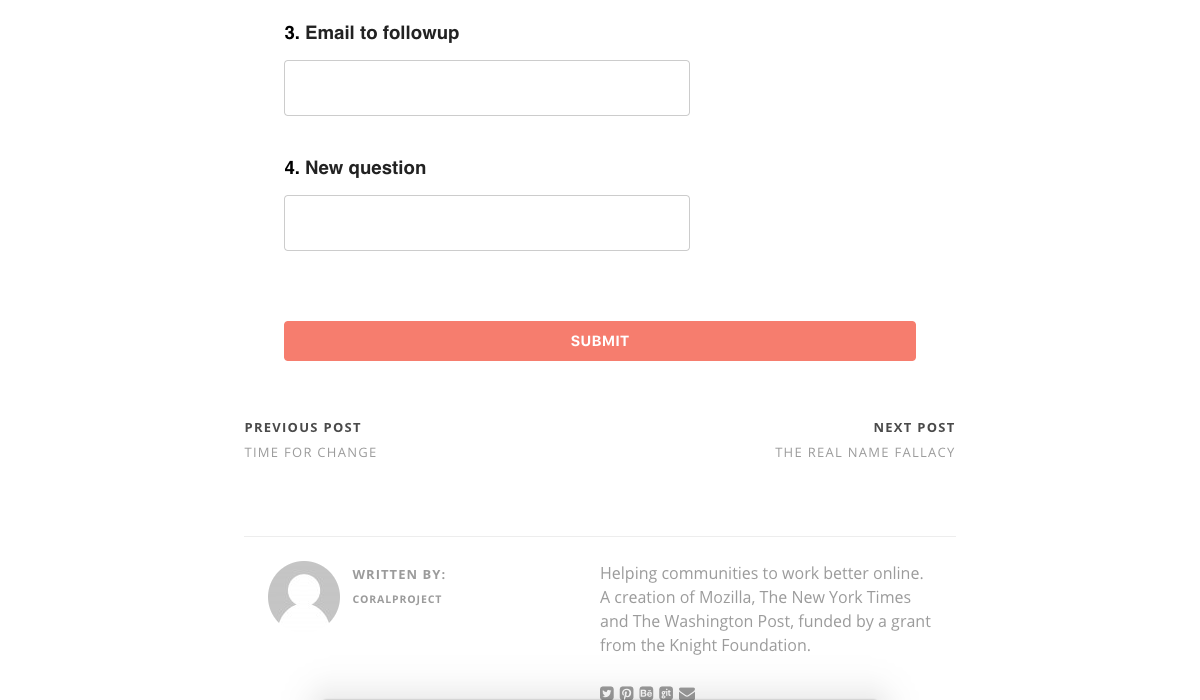 3. Email to followup
4. New question
SUBMIT
PREVIOUS POST
TIME FOR CHANGE
NEXT POST
THE REAL NAME FALLACY
WRITTEN BY:
CORALPROJECT
Helping communities to work better online.
A creation of Mozilla, The New York Times
and The Washington Post, funded by a grant
from the Knight Foundation.
Bē
git